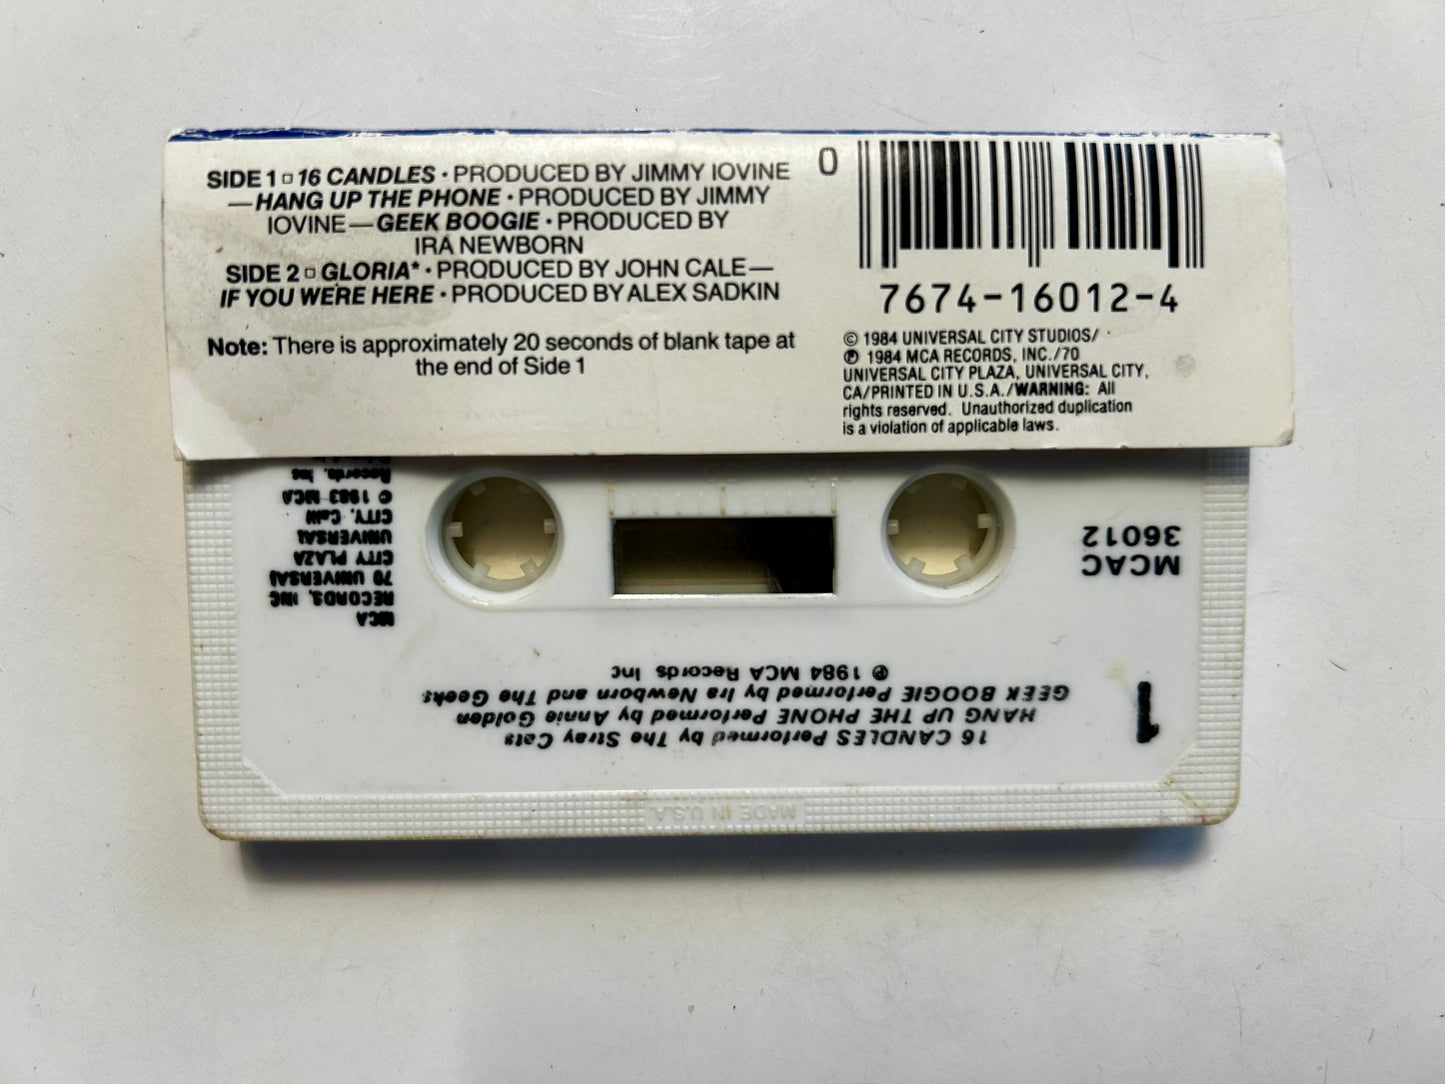 SIDE 1 ▫ 16 CANDLES · PRODUCED BY JIMMY IOVINE
—HANG UP THE PHONE · PRODUCED BY JIMMY
IOVINE—GEEK BOOGIE · PRODUCED BY
IRA NEWBORN
SIDE 2 ▫ GLORIA* · PRODUCED BY JOHN CALE—
IF YOU WERE HERE · PRODUCED BY ALEX SADKIN
Note: There is approximately 20 seconds of blank tape at
the end of Side 1
0
7674-16012-4
© 1984 UNIVERSAL CITY STUDIOS/
℗ 1984 MCA RECORDS, INC./70
UNIVERSAL CITY PLAZA, UNIVERSAL CITY,
CA/PRINTED IN U.S.A./WARNING: All
rights reserved. Unauthorized duplication
is a violation of applicable laws.
1
16 CANDLES Performed by The Stray Cats
HANG UP THE PHONE Performed by Annie Golden
GEEK BOOGIE Performed by Ira Newborn and The Geeks
℗ 1984 MCA Records, Inc
MCAC
36012
MCA
RECORDS, INC
70 UNIVERSAL
CITY PLAZA
UNIVERSAL
CITY, Calif
© 1983 MCA
Records, Inc
MADE IN U.S.A.